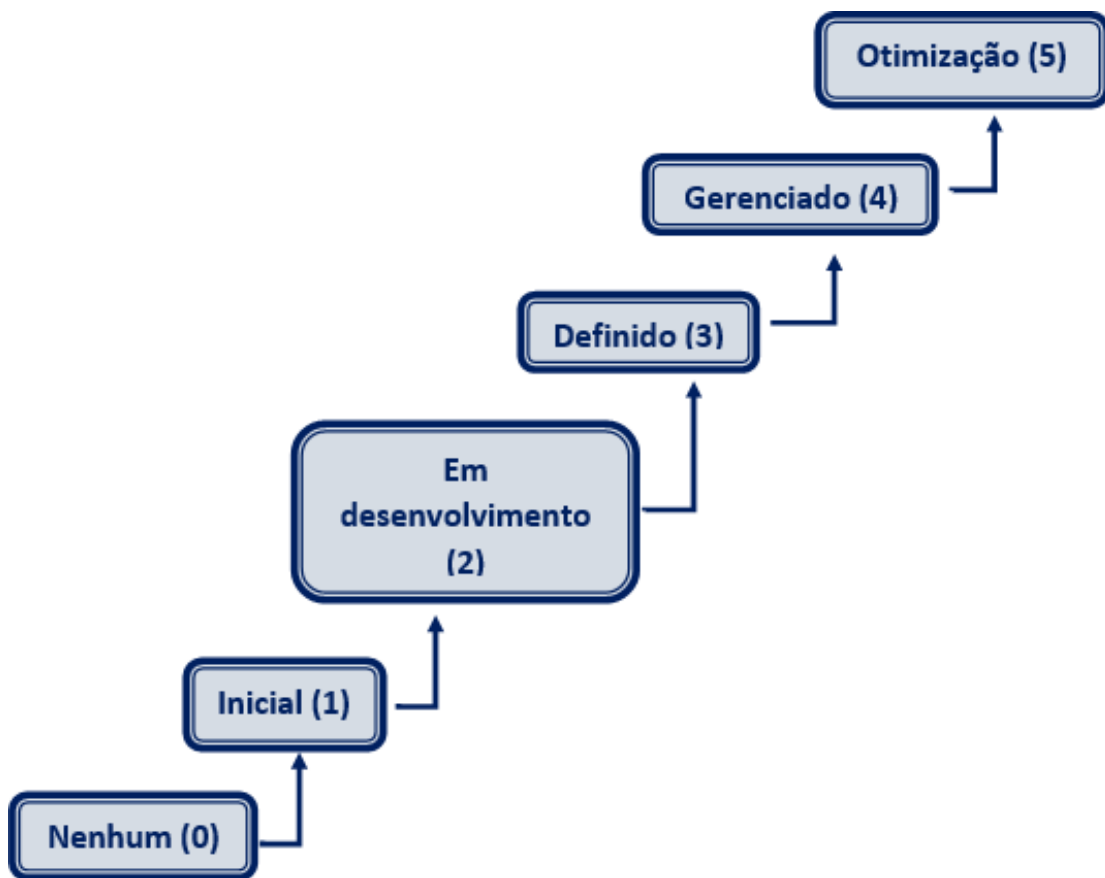 Otimização (5)
Gerenciado (4)
Definido (3)
Em
desenvolvimento
(2)
Inicial (1)
Nenhum (0)